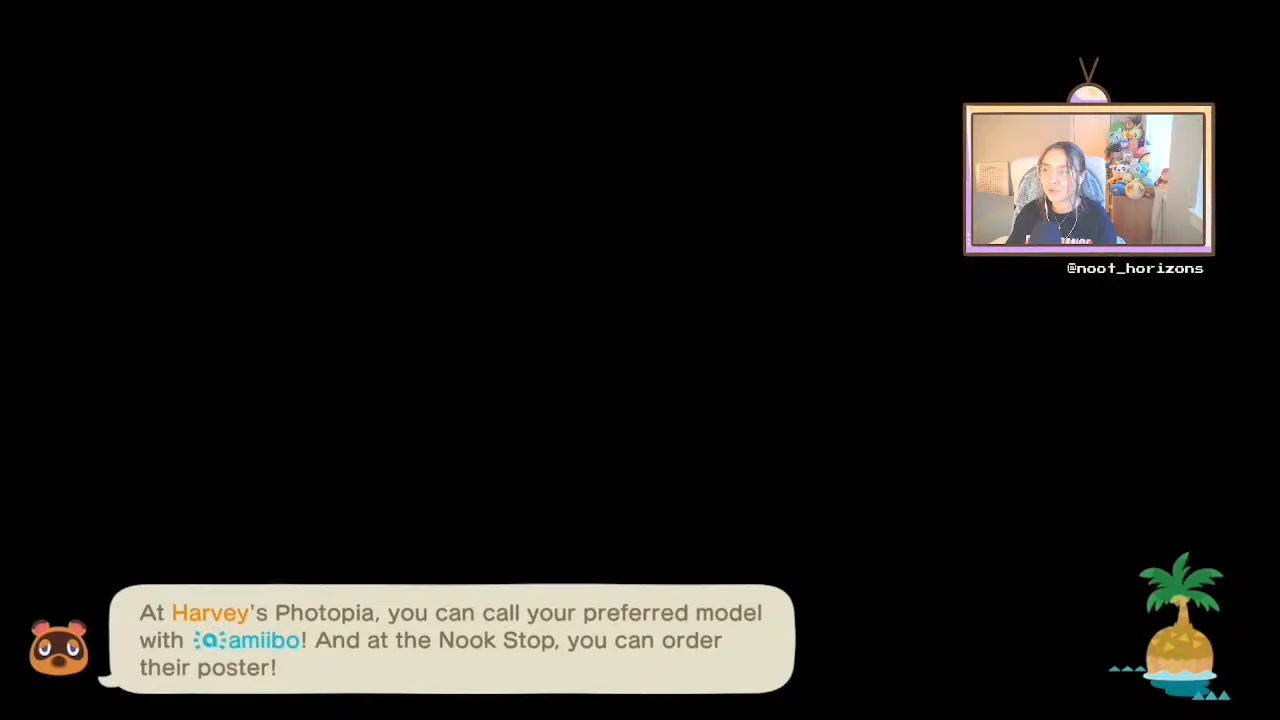 @noot_horizons
At Harvey's Photopia, you can call your preferred model
with amiibo! And at the Nook Stop, you can order
their poster!